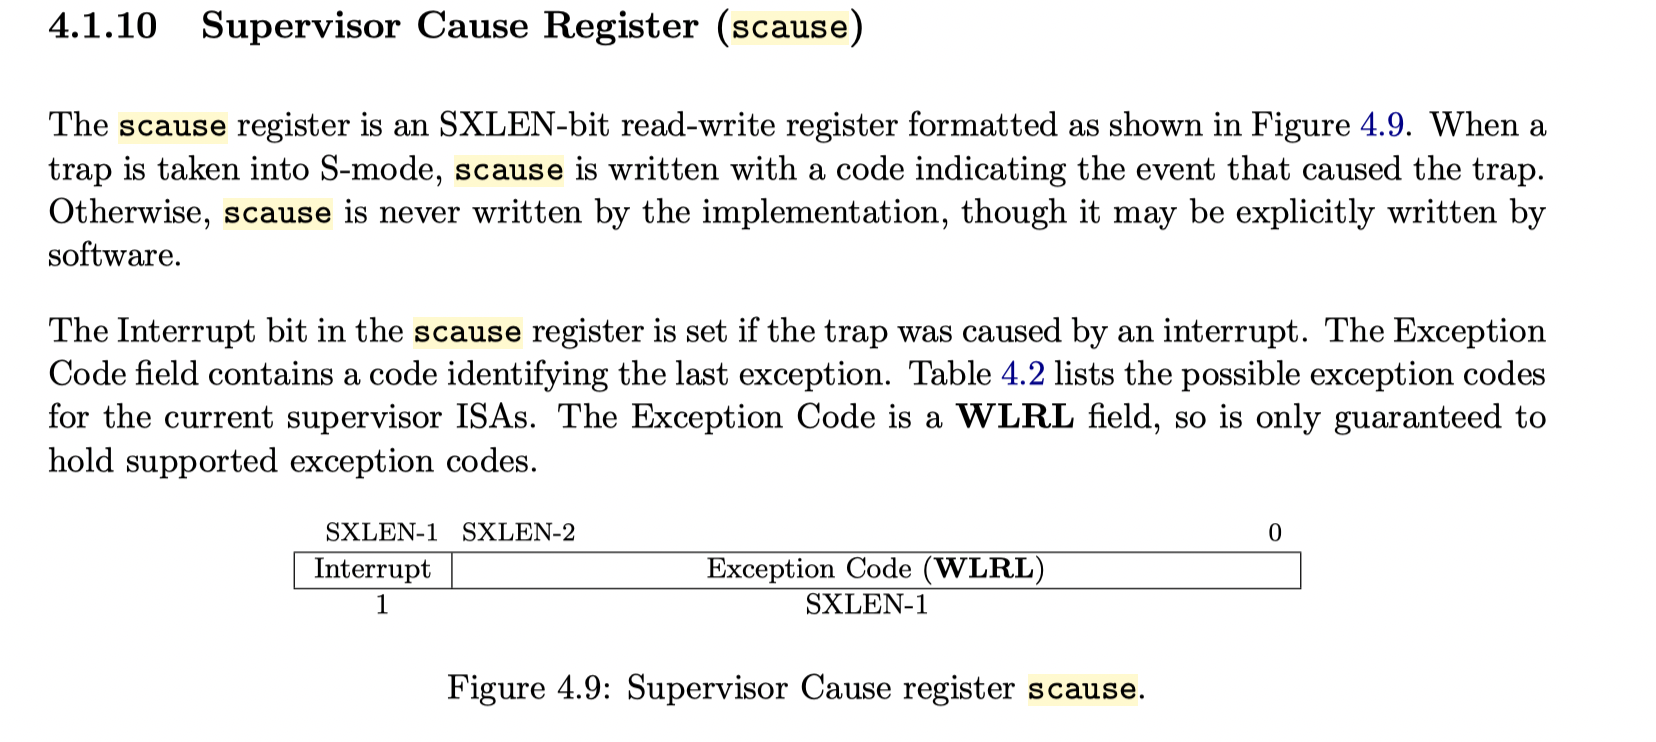 4.1.10 Supervisor Cause Register (scause)
The scause register is an SXLEN-bit read-write register formatted as shown in Figure 4.9. When a
trap is taken into S-mode, scause is written with a code indicating the event that caused the trap.
Otherwise, scause is never written by the implementation, though it may be explicitly written by
software.
The Interrupt bit in the scause register is set if the trap was caused by an interrupt. The Exception
Code field contains a code identifying the last exception. Table 4.2 lists the possible exception codes
for the current supervisor ISAs. The Exception Code is a WLRL field, so is only guaranteed to
hold supported exception codes.
SXLEN-1 SXLEN-2 0
Interrupt Exception Code (WLRL)
1 SXLEN-1
Figure 4.9: Supervisor Cause register scause.